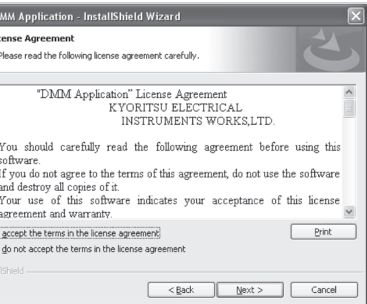 MM Application - InstallShield Wizard
cense Agreement
Please read the following license agreement carefully.
"DMM Application" License Agreement
KYORITSU ELECTRICAL
INSTRUMENTS WORKS,LTD.
You should carefully read the following agreement before using this
software.
If you do not agree to the terms of this agreement, do not use the software
and destroy all copies of it.
Your use of this software indicates your acceptance of this license
agreement and warranty.
accept the terms in the license agreement
Print
do not accept the terms in the license agreement
Shield
< Back
Next >
Cancel